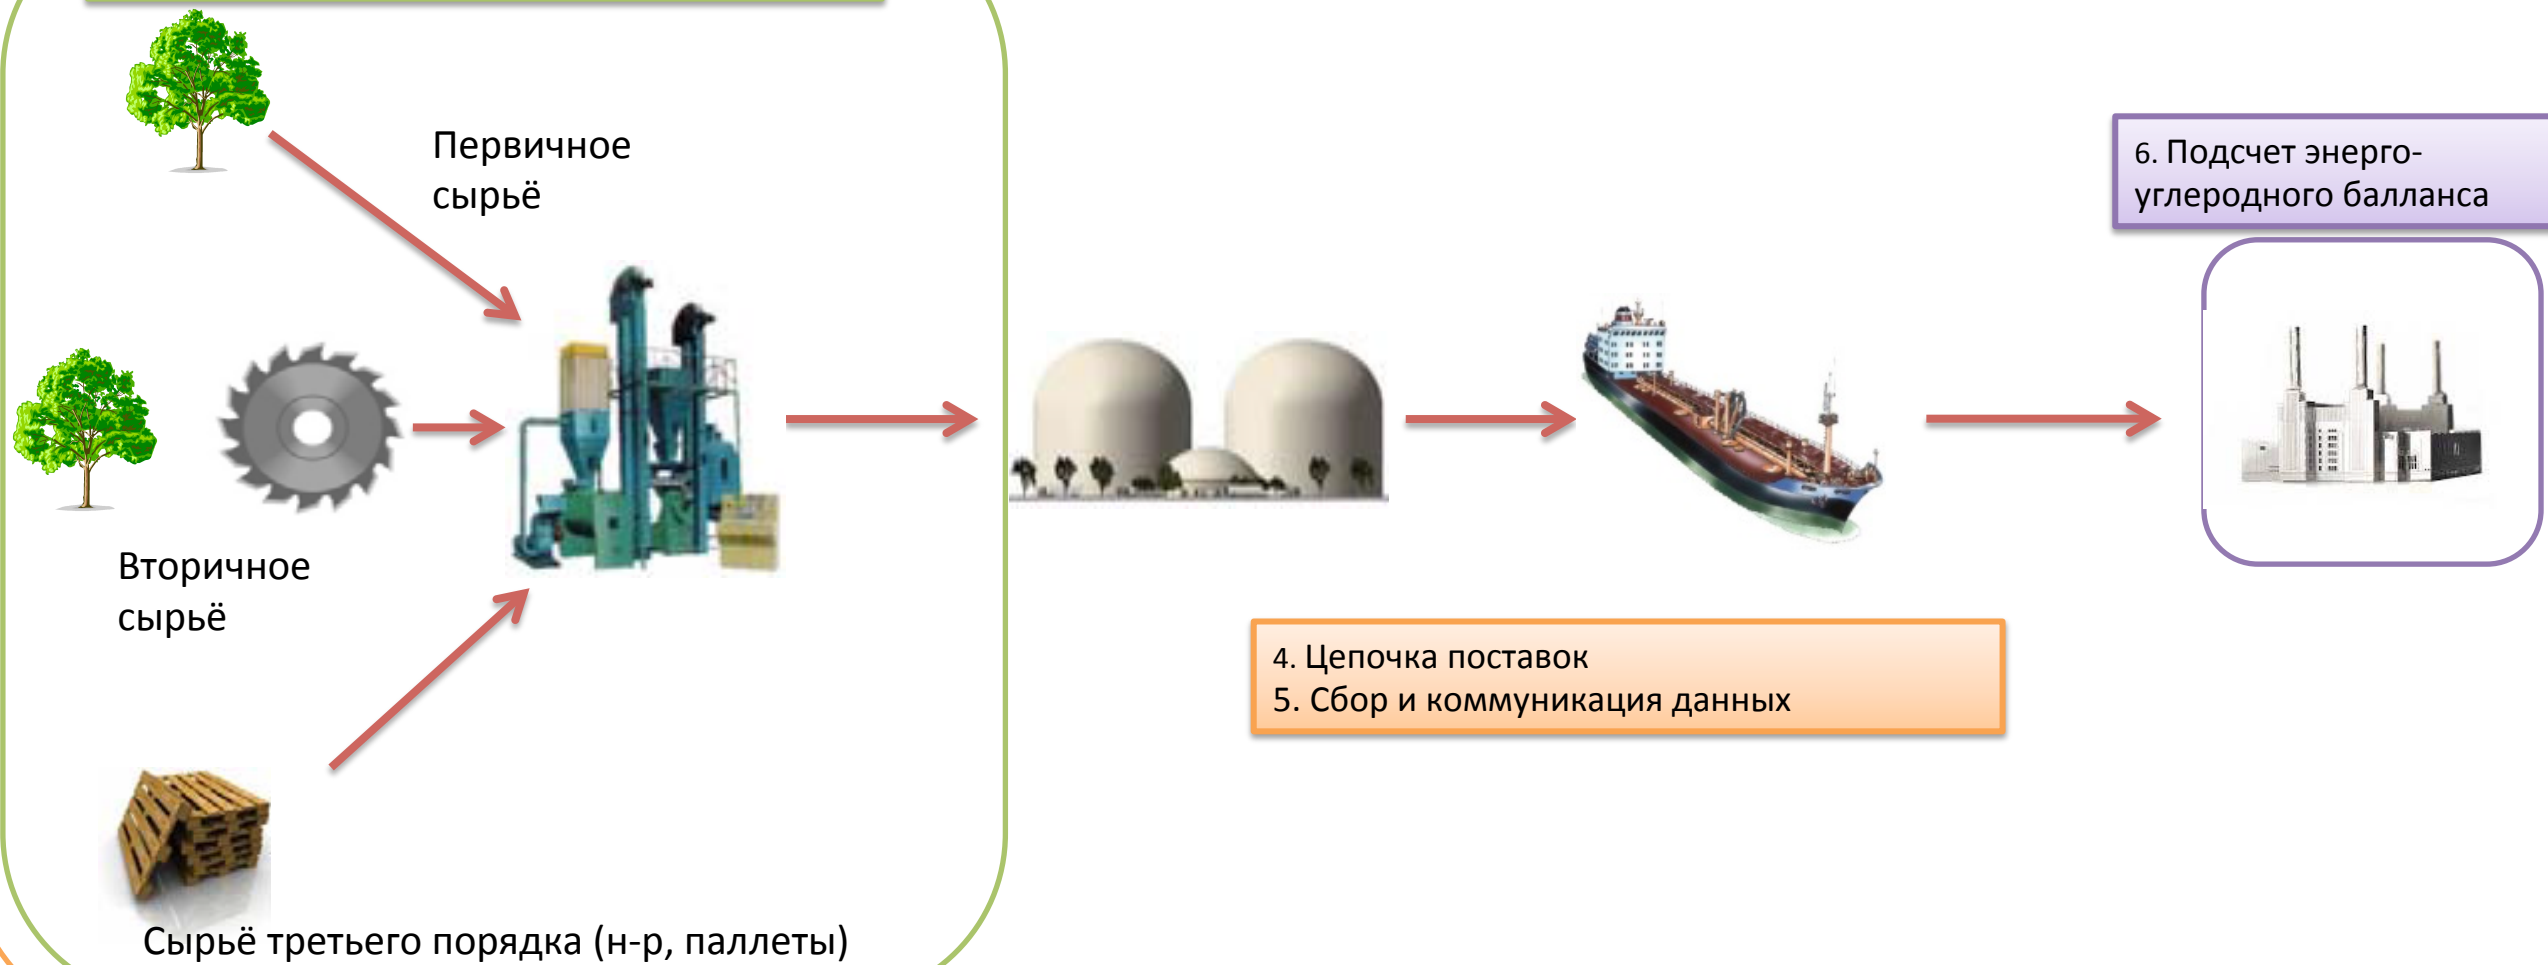 Первичное
сырьё
6. Подсчет энерго-
углеродного балланса
Вторичное
сырьё
4. Цепочка поставок
5. Сбор и коммуникация данных
Сырьё третьего порядка (н-р, паллеты)